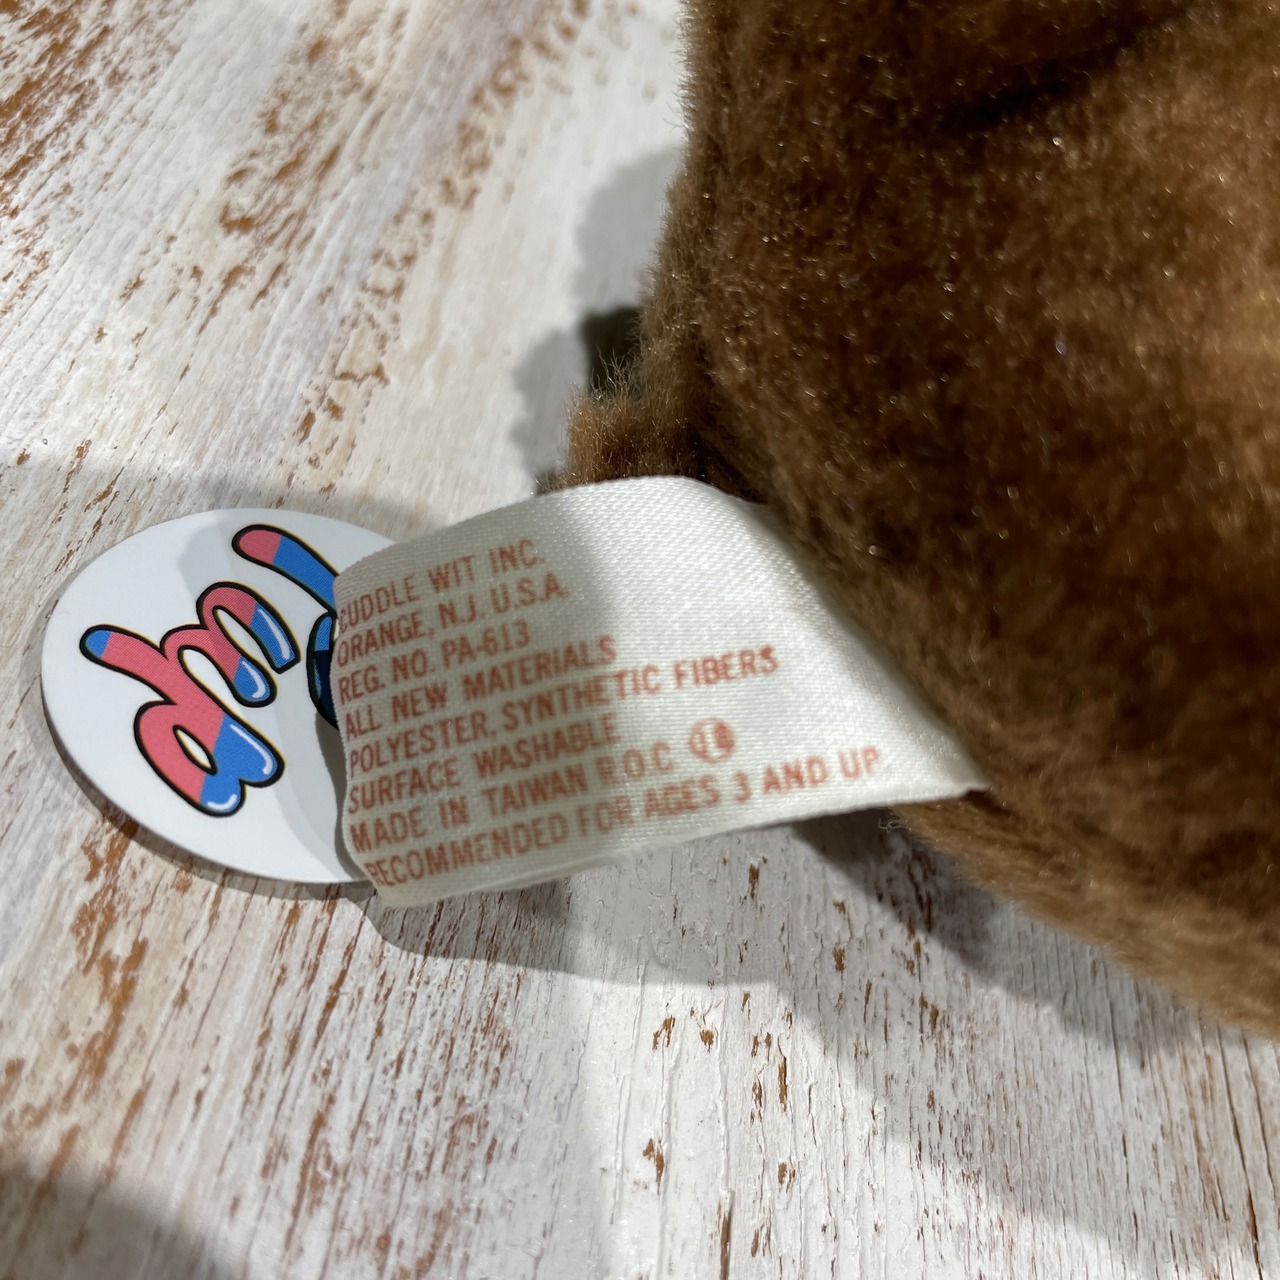 CUDDLE WIT INC.
ORANGE, N.J. U.S.A.
REG. NO. PA-613
ALL NEW MATERIALS
POLYESTER, SYNTHETIC FIBERS
SURFACE WASHABLE
MADE IN TAIWAN R.O.C
RECOMMENDED FOR AGES 3 AND UP